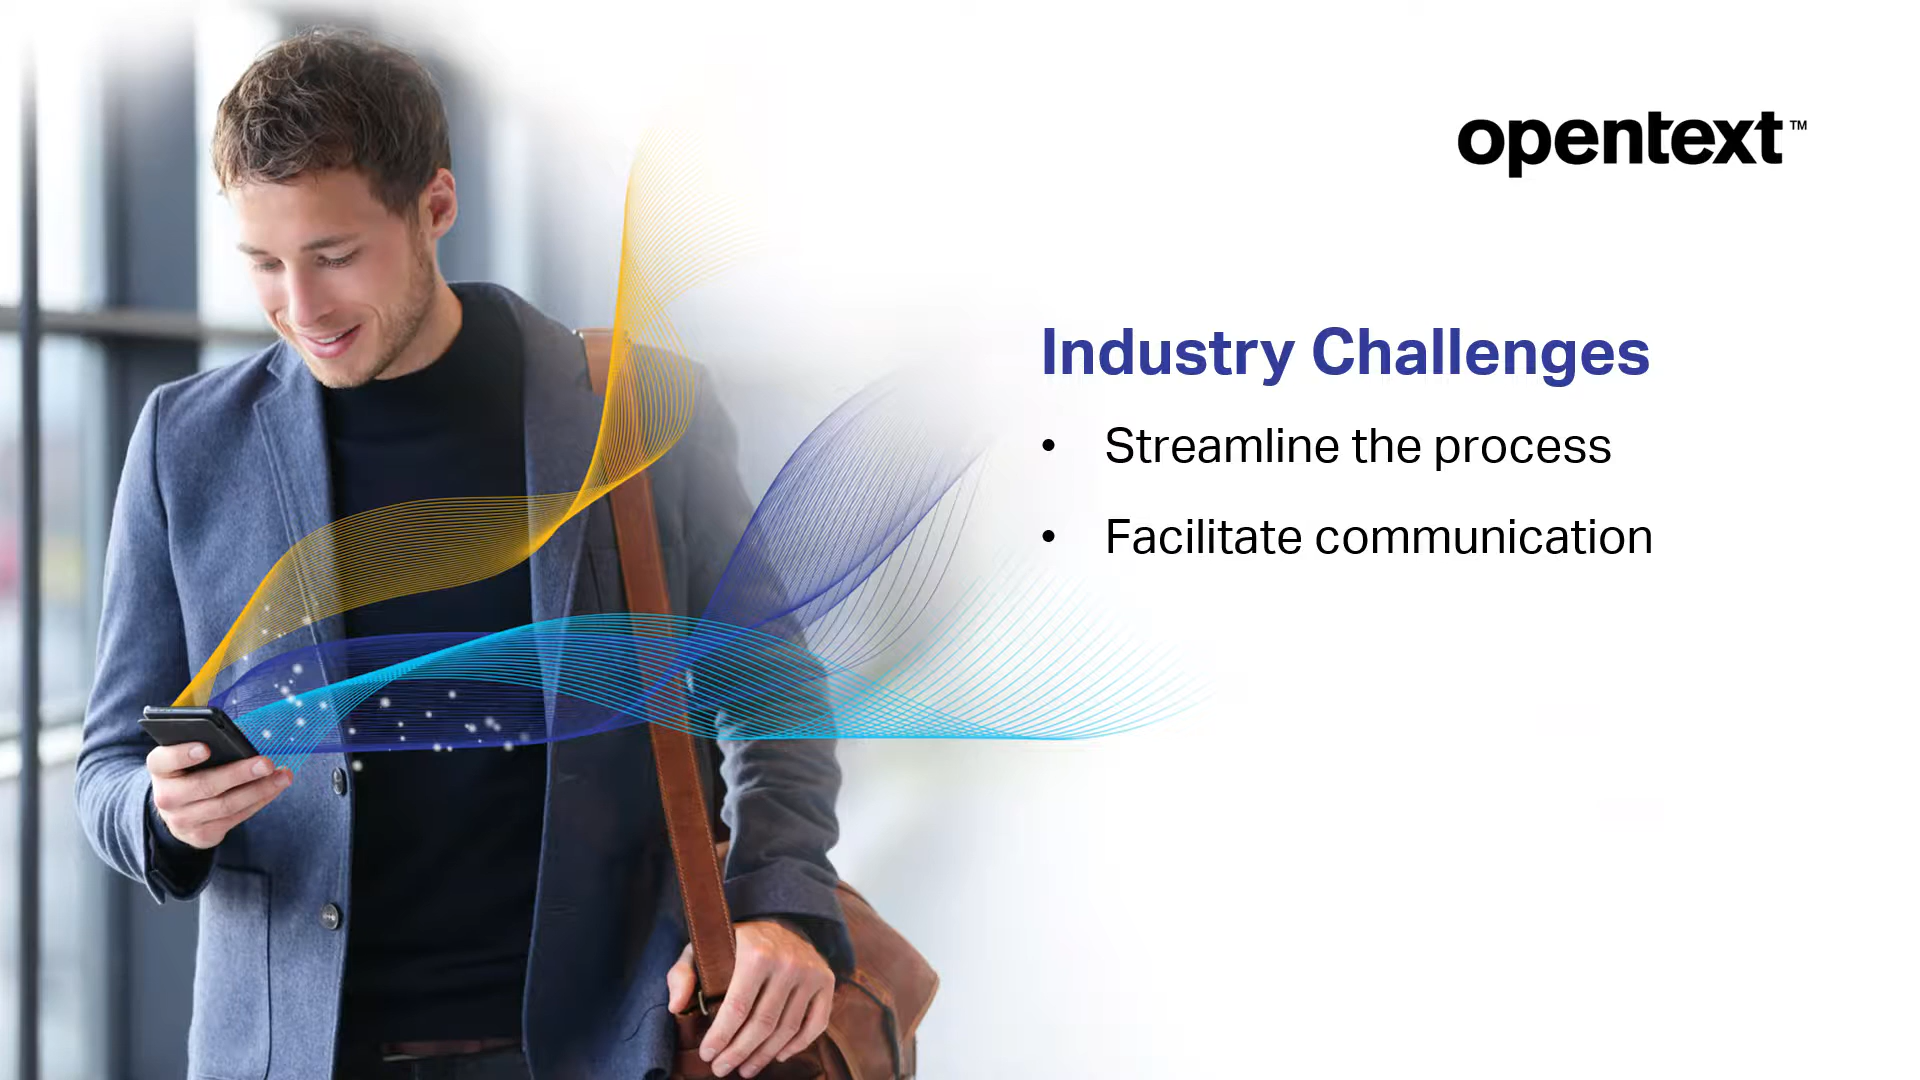 opentext™
Industry Challenges
• Streamline the process
• Facilitate communication